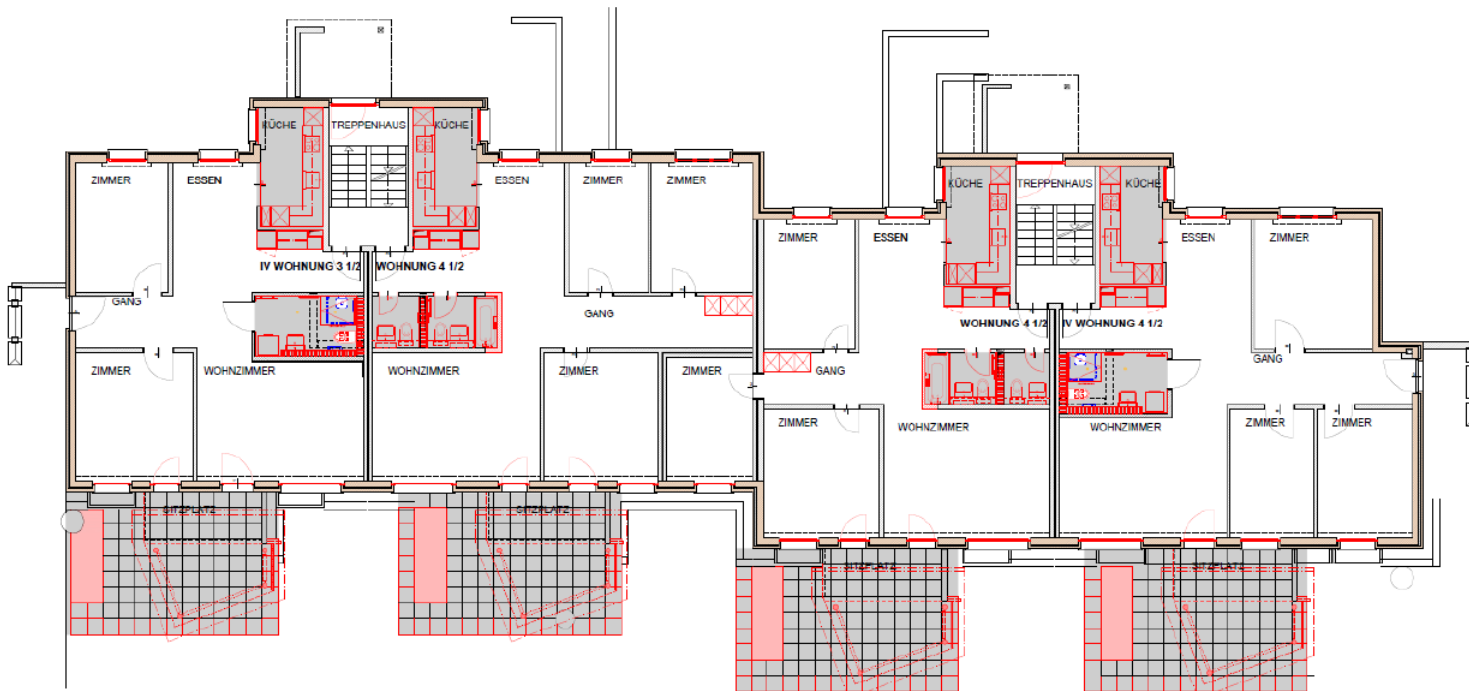 KÜCHE
TREPPENHAUS
KÜCHE
ZIMMER
ESSEN
ESSEN
ZIMMER
ZIMMER
KÜCHE
TREPPENHAUS
KÜCHE
ZIMMER
ESSEN
ESSEN
ZIMMER
IV WOHNUNG 3 1/2
WOHNUNG 4 1/2
GANG
GANG
WOHNUNG 4 1/2
IV WOHNUNG 4 1/2
GANG
GANG
ZIMMER
WOHNZIMMER
WOHNZIMMER
ZIMMER
ZIMMER
ZIMMER
WOHNZIMMER
WOHNZIMMER
ZIMMER
ZIMMER
SITZPLATZ
SITZPLATZ
SITZPLATZ
SITZPLATZ